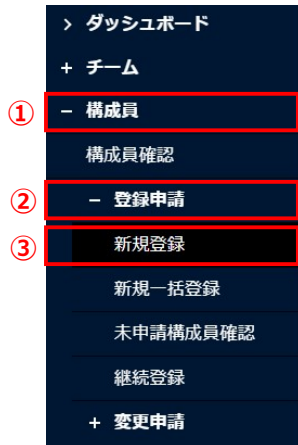 > ダッシュボード
+ チーム
① − 構成員
構成員確認
② − 登録申請
③ 新規登録
新規一括登録
未申請構成員確認
継続登録
+ 変更申請